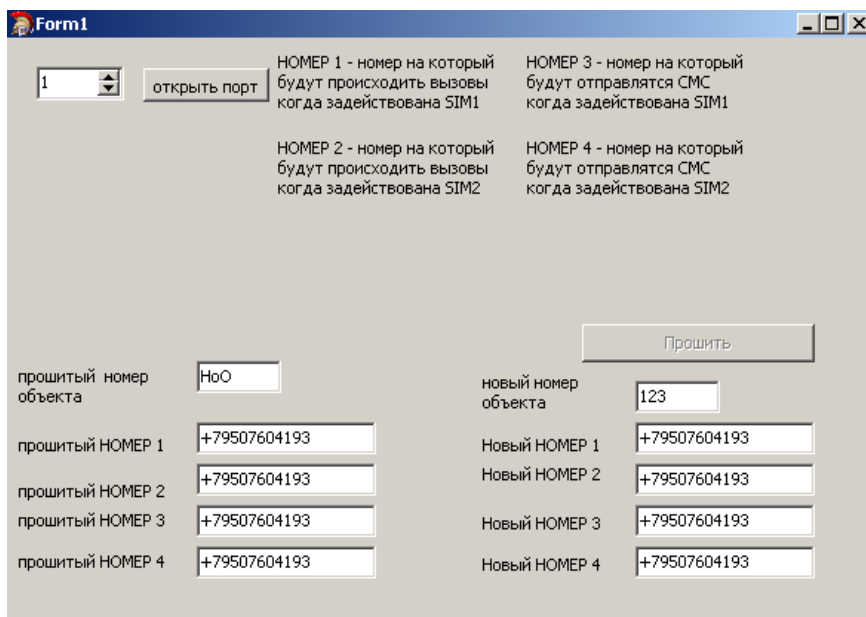 Form1
1
открыть порт
НОМЕР 1 - номер на который
будут происходить вызовы
когда задействована SIM1
НОМЕР 3 - номер на который
будут отправлятся СМС
когда задействована SIM1
НОМЕР 2 - номер на который
будут происходить вызовы
когда задействована SIM2
НОМЕР 4 - номер на который
будут отправлятся СМС
когда задействована SIM2
Прошить
прошитый номер
объекта
НоО
новый номер
объекта
123
прошитый НОМЕР 1
+79507604193
Новый НОМЕР 1
+79507604193
прошитый НОМЕР 2
+79507604193
Новый НОМЕР 2
+79507604193
прошитый НОМЕР 3
+79507604193
Новый НОМЕР 3
+79507604193
прошитый НОМЕР 4
+79507604193
Новый НОМЕР 4
+79507604193